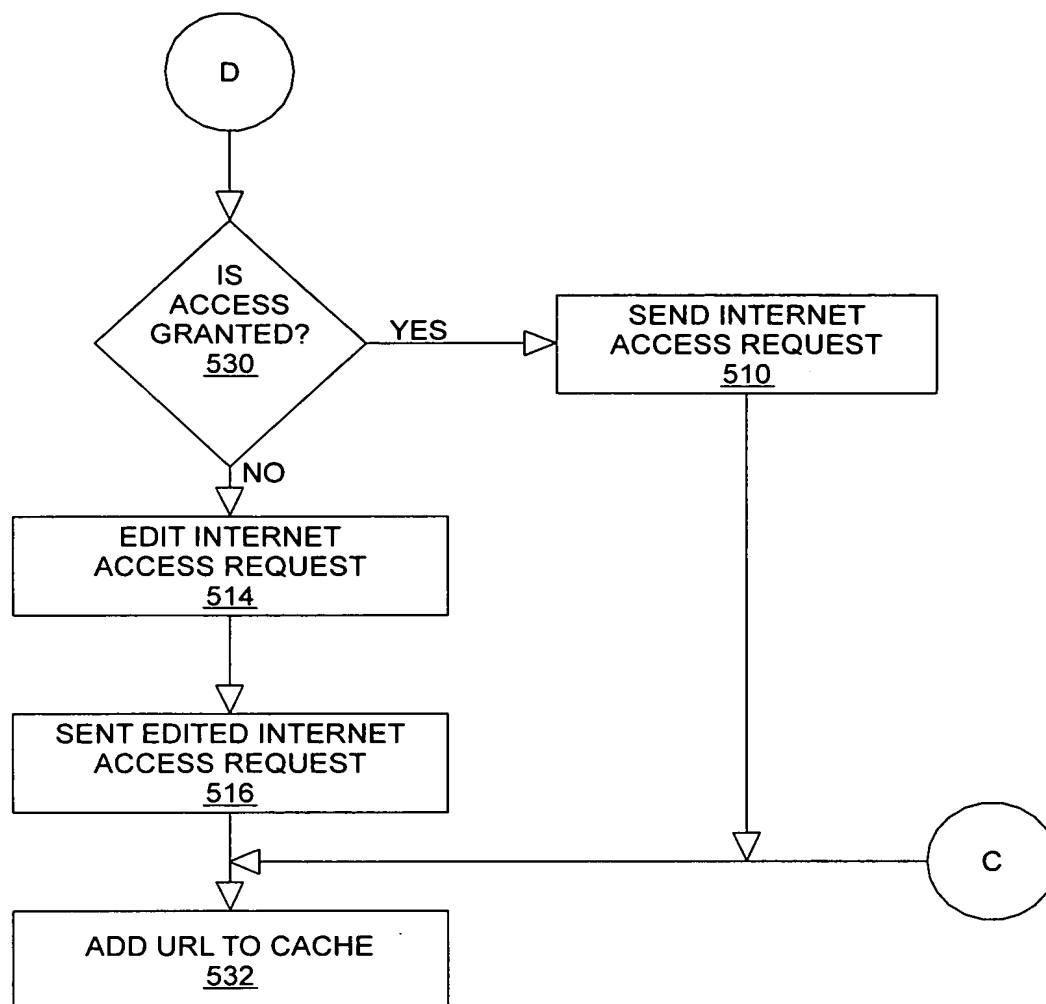 D
IS
ACCESS
GRANTED?
530
YES
SEND INTERNET
ACCESS REQUEST
510
NO
EDIT INTERNET
ACCESS REQUEST
514
SENT EDITED INTERNET
ACCESS REQUEST
516
C
ADD URL TO CACHE
532